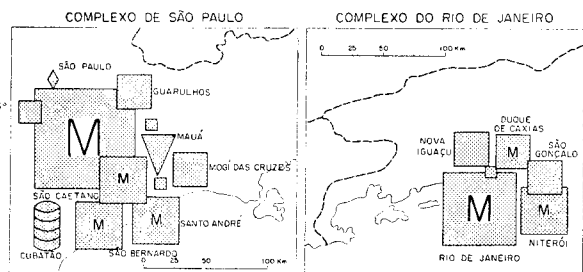 COMPLEXO DE SÃO PAULO
SÃO PAULO
GUARULHOS
M
MAUÁ
MOGÍ DAS CRUZES
M
SÃO CAETANO
M
M
SANTO ANDRÉ
CUBATÃO
SÃO BERNARDO
0 25 50 100 Km
COMPLEXO DO RIO DE JANEIRO
0 25 50 100 Km
NOVA
IGUAÇU
DUQUE
DE CAXIAS
M
SÃO
GONÇALO
M
M
NITERÓI
RIO DE JANEIRO